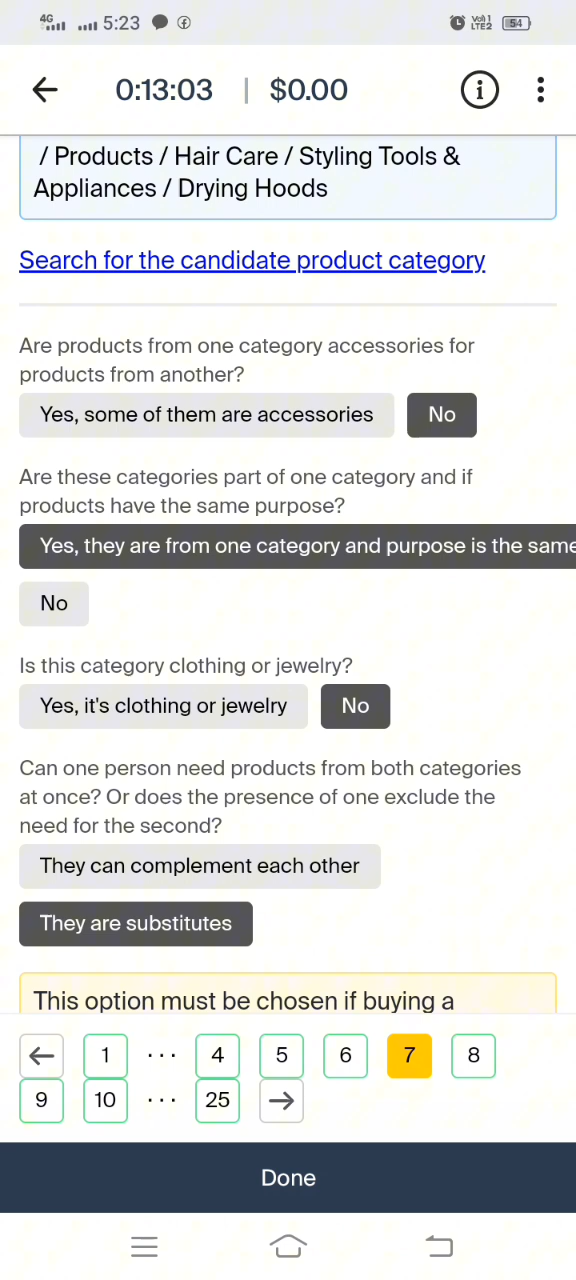 4G 5:23 Vo) 1 LTE2 54
0:13:03 | $0.00
/ Products / Hair Care / Styling Tools &
Appliances / Drying Hoods
Search for the candidate product category
Are products from one category accessories for
products from another?
Yes, some of them are accessories No
Are these categories part of one category and if
products have the same purpose?
Yes, they are from one category and purpose is the same
No
Is this category clothing or jewelry?
Yes, it's clothing or jewelry No
Can one person need products from both categories
at once? Or does the presence of one exclude the
need for the second?
They can complement each other
They are substitutes
This option must be chosen if buying a
← 1 ... 4 5 6 7 8
9 10 ... 25 →
Done